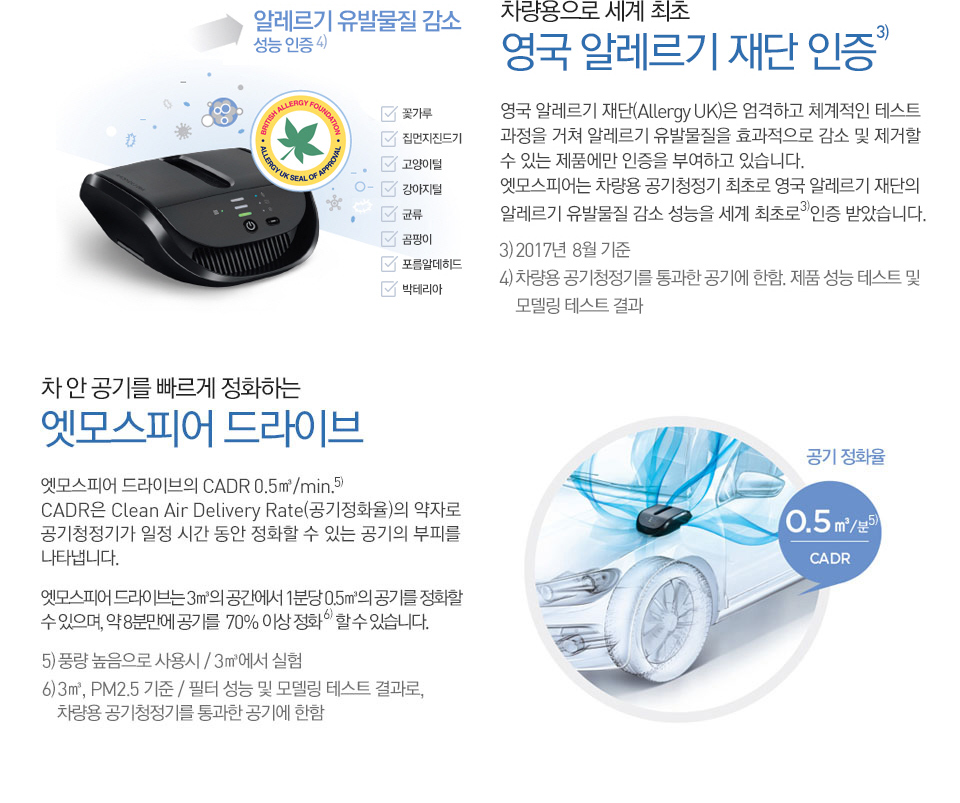 알레르기 유발물질 감소
성능 인증 4)
BRITISH ALLERGY FOUNDATION
ALLERGY UK SEAL OF APPROVAL
꽃가루
집먼지진드기
고양이털
강아지털
균류
곰팡이
포름알데히드
박테리아
차량용으로 세계 최초
영국 알레르기 재단 인증3)
영국 알레르기 재단(Allergy UK)은 엄격하고 체계적인 테스트
과정을 거쳐 알레르기 유발물질을 효과적으로 감소 및 제거할
수 있는 제품에만 인증을 부여하고 있습니다.
엣모스피어는 차량용 공기청정기 최초로 영국 알레르기 재단의
알레르기 유발물질 감소 성능을 세계 최초로3)인증 받았습니다.
3) 2017년 8월 기준
4) 차량용 공기청정기를 통과한 공기에 한함. 제품 성능 테스트 및
모델링 테스트 결과
차 안 공기를 빠르게 정화하는
엣모스피어 드라이브
엣모스피어 드라이브의 CADR 0.5㎥/min.5)
CADR은 Clean Air Delivery Rate(공기정화율)의 약자로
공기청정기가 일정 시간 동안 정화할 수 있는 공기의 부피를
나타냅니다.
엣모스피어 드라이브는 3㎥의 공간에서 1분당 0.5㎥의 공기를 정화할
수 있으며, 약 8분만에 공기를 70% 이상 정화6) 할 수 있습니다.
5) 풍량 높음으로 사용시 / 3㎥에서 실험
6) 3㎥, PM2.5 기준 / 필터 성능 및 모델링 테스트 결과로,
차량용 공기청정기를 통과한 공기에 한함
공기 정화율
0.5 ㎥/분5)
CADR